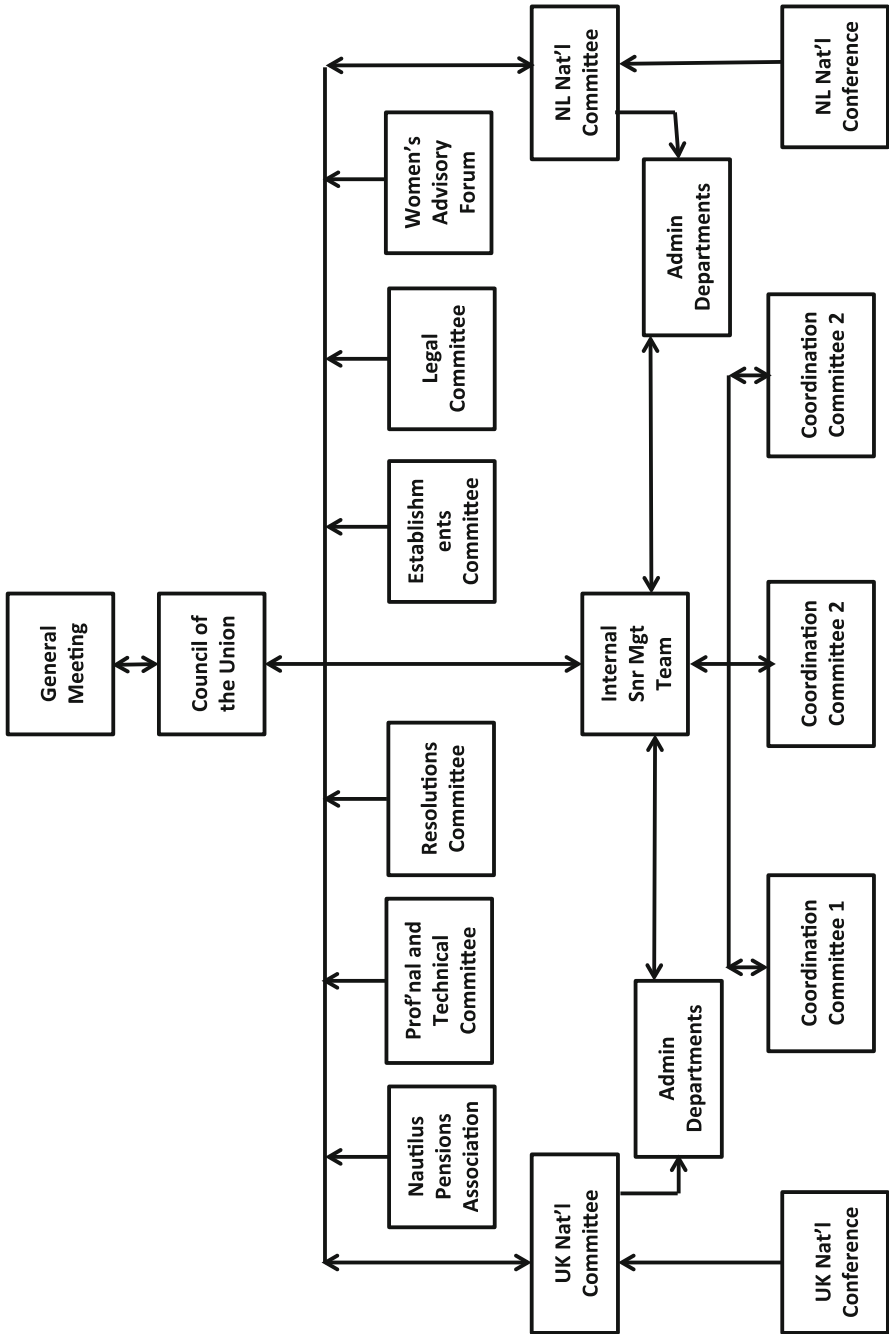 General
Meeting
Council of
the Union
Nautilus
Pensions
Association
Prof'nal and
Technical
Committee
Resolutions
Committee
Establishm
ents
Committee
Legal
Committee
Women's
Advisory
Forum
UK Nat'l
Committee
Internal
Snr Mgt
Team
NL Nat'l
Committee
Admin
Departments
Admin
Departments
UK Nat'l
Conference
Coordination
Committee 1
Coordination
Committee 2
Coordination
Committee 2
NL Nat'l
Conference